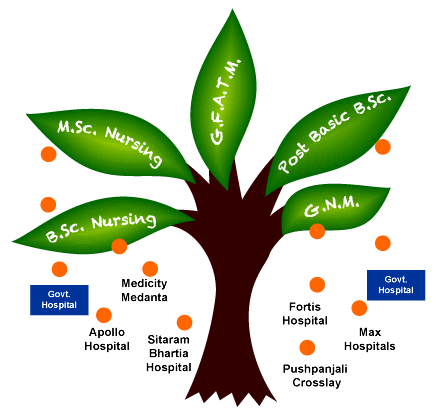 G.F.A.T.M.
M.Sc. Nursing
Post Basic B.Sc.
B.Sc. Nursing
G.N.M.
Govt.
Hospital
Medicity
Medanta
Apollo
Hospital
Sitaram
Bhartia
Hospital
Fortis
Hospital
Govt.
Hospital
Max
Hospitals
Pushpanjali
Crosslay